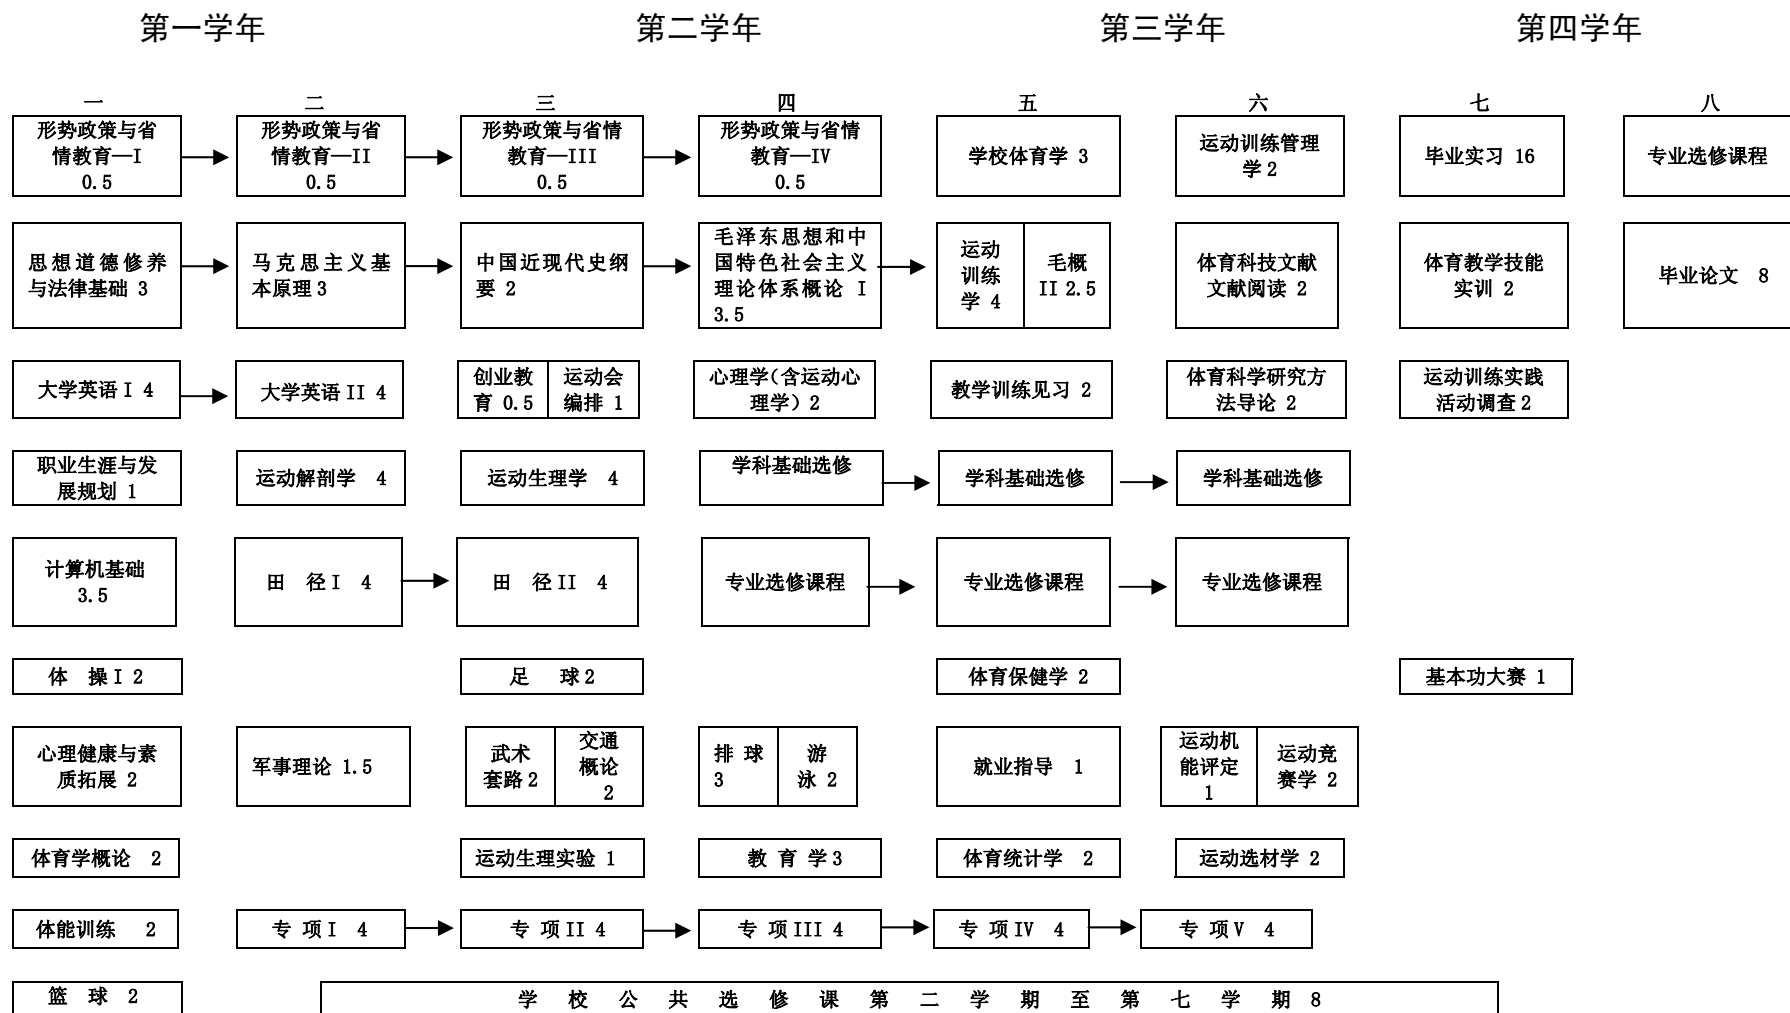 第一学年 第二学年 第三学年 第四学年
一 二 三 四 五 六 七 八
形势政策与省
情教育—I
0.5
形势政策与省
情教育—II
0.5
形势政策与省情
教育—III
0.5
形势政策与省情
教育—IV
0.5
学校体育学 3
运动训练管理
学2
毕业实习 16
专业选修课程
思想道德修养
与法律基础 3
马克思主义基
本原理3
中国近现代史纲
要 2
毛泽东思想和中
国特色社会主义
理论体系概论 I
3.5
运动
训练
学 4
毛概
II 2.5
体育科技文献
文献阅读 2
体育教学技能
实训 2
毕业论文 8
大学英语 I 4
大学英语 II 4
创业教
育 0.5
运动会
编排 1
心理学(含运动心
理学) 2
教学训练见习 2
体育科学研究方
法导论 2
运动训练实践
活动调查2
职业生涯与发
展规划 1
运动解剖学 4
运动生理学 4
学科基础选修
学科基础选修
学科基础选修
计算机基础
3.5
田 径I 4
田 径II 4
专业选修课程
专业选修课程
专业选修课程
体 操I 2
足 球2
体育保健学 2
基本功大赛 1
心理健康与素
质拓展 2
军事理论 1.5
武术
套路2
交通
概论
2
排 球
3
游
泳 2
就业指导 1
运动机
能评定
1
运动竞
赛学 2
体育学概论 2
运动生理实验 1
教 育 学3
体育统计学 2
运动选材学 2
体能训练 2
专 项I 4
专 项II 4
专 项III 4
专 项IV 4
专 项V 4
篮 球 2
学 校 公 共 选 修 课 第 二 学 期 至 第 七 学 期 8